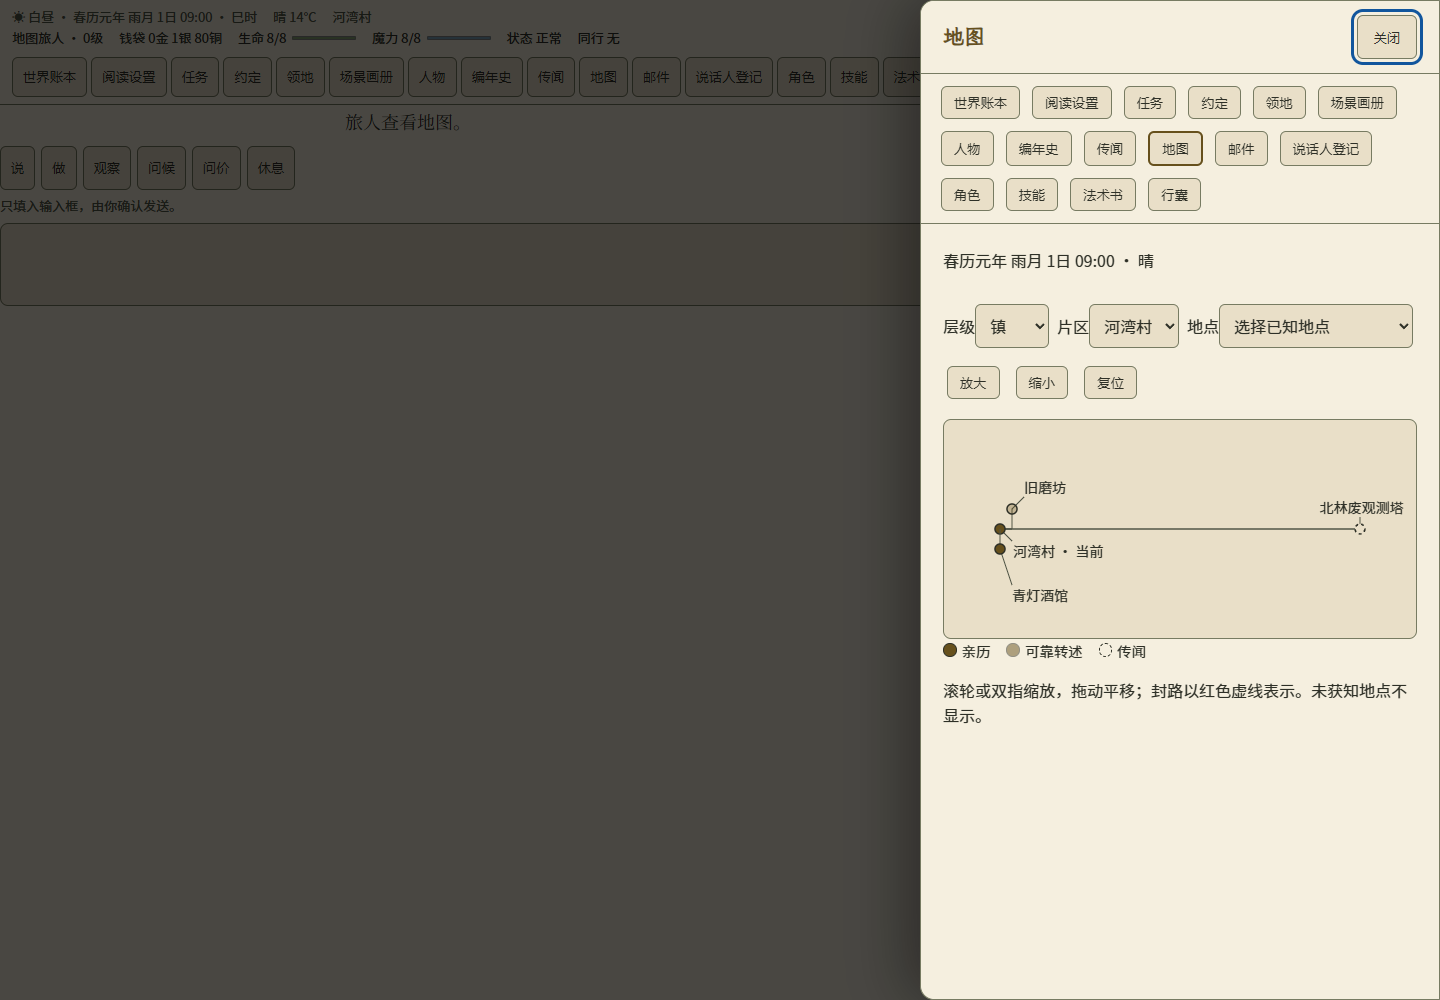 ☀ 白昼 · 春历元年 雨月 1日 09:00 · 巳时 晴 14°C 河湾村
地图旅人 · 0级 钱袋 0金 1银 80铜 生命 8/8 魔力 8/8 状态 正常 同行 无
世界账本 阅读设置 任务 约定 领地 场景画册 人物 编年史 传闻 地图 邮件 说话人登记 角色 技能 法术
旅人查看地图。
说 做 观察 问候 问价 休息
只填入输入框，由你确认发送。
地图 关闭
世界账本 阅读设置 任务 约定 领地 场景画册
人物 编年史 传闻 地图 邮件 说话人登记
角色 技能 法术书 行囊
春历元年 雨月 1日 09:00 · 晴
层级 镇 片区 河湾村 地点 选择已知地点
放大 缩小 复位
旧磨坊
北林废观测塔
河湾村 · 当前
青灯酒馆
亲历 可靠转述 传闻
滚轮或双指缩放，拖动平移；封路以红色虚线表示。未获知地点不
显示。